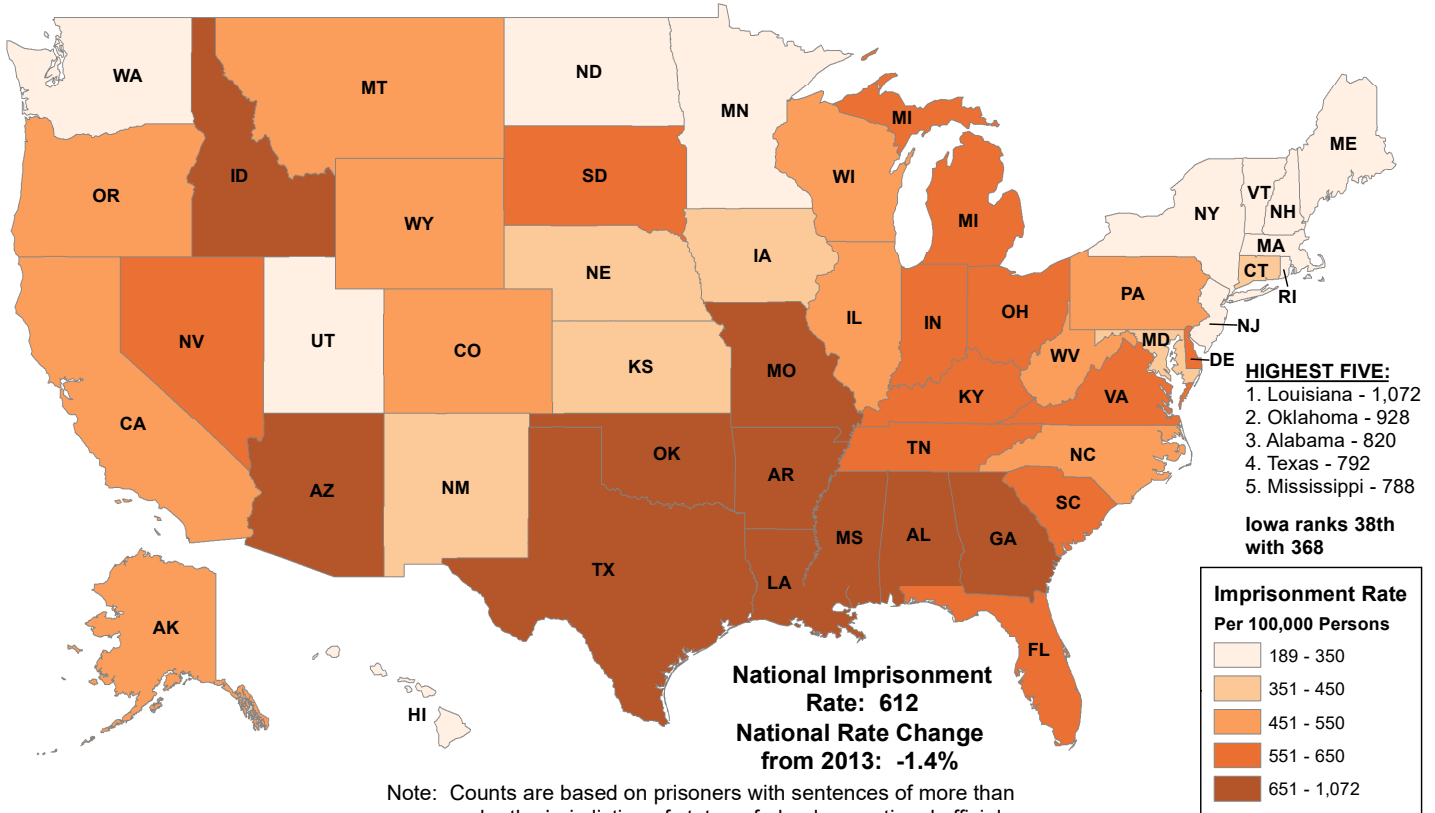 WA
MT
ND
MN
ME
MI
OR
ID
SD
WI
VT
NH
NY
WY
MI
MA
IA
CT
NE
RI
PA
IL
IN
OH
NJ
NV
UT
CO
MD
WV
DE
KS
MO
KY
VA
CA
TN
OK
NC
AR
AZ
NM
SC
MS
AL
GA
TX
LA
AK
FL
HI
HIGHEST FIVE:
1. Louisiana - 1,072
2. Oklahoma - 928
3. Alabama - 820
4. Texas - 792
5. Mississippi - 788
Iowa ranks 38th
with 368
Imprisonment Rate
Per 100,000 Persons
189 - 350
351 - 450
451 - 550
551 - 650
651 - 1,072
National Imprisonment
Rate: 612
National Rate Change
from 2013: -1.4%
Note: Counts are based on prisoners with sentences of more than